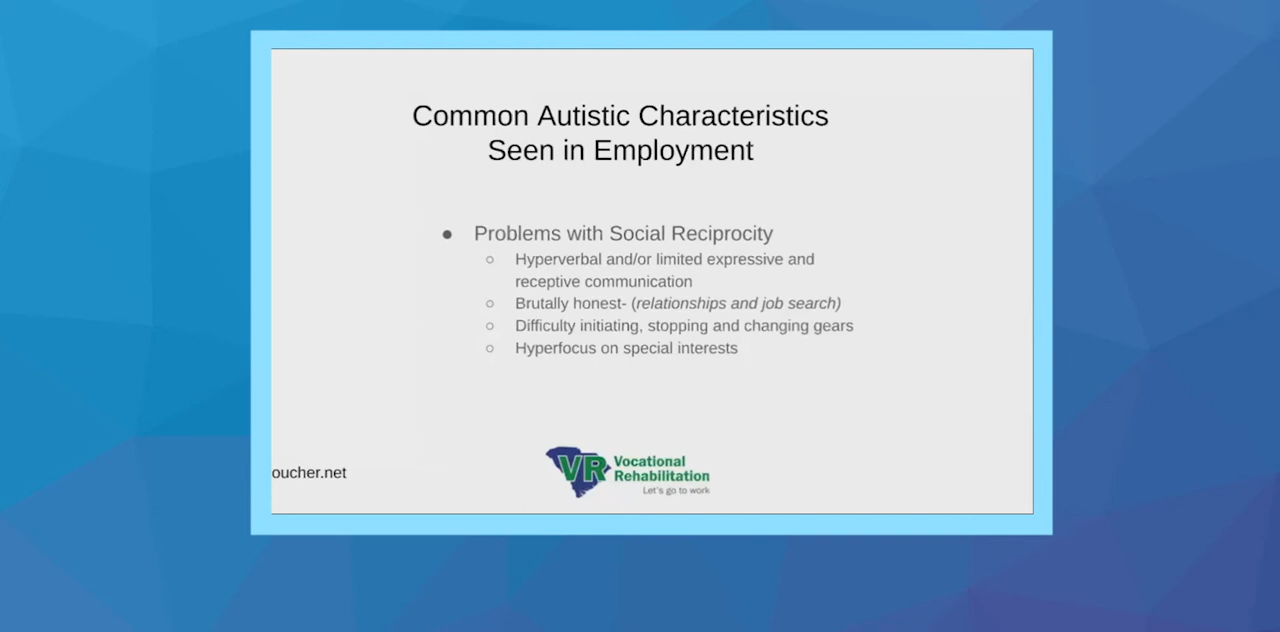 Common Autistic Characteristics
Seen in Employment
● Problems with Social Reciprocity
○ Hyperverbal and/or limited expressive and
receptive communication
○ Brutally honest- (relationships and job search)
○ Difficulty initiating, stopping and changing gears
○ Hyperfocus on special interests
oucher.net
VR Vocational
Rehabilitation
Let's go to work